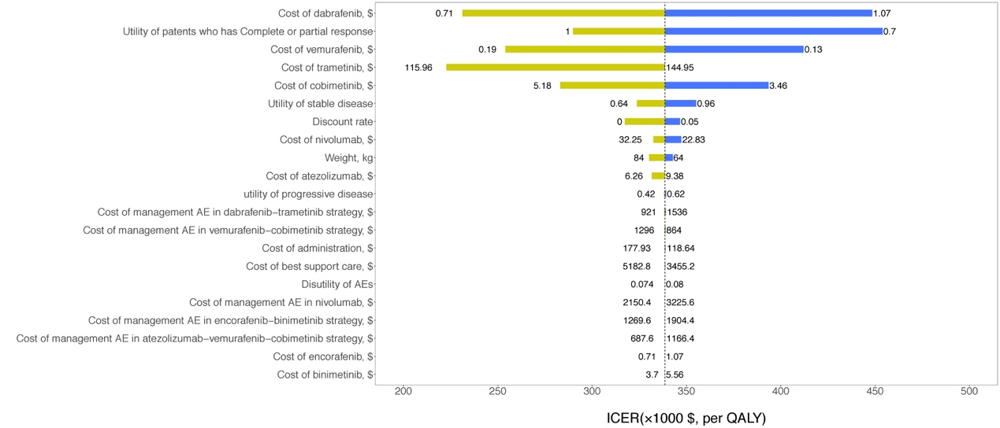 Cost of dabrafenib, $ 0.71 1.07
Utility of patents who has Complete or partial response 1 0.7
Cost of vemurafenib, $ 0.19 0.13
Cost of trametinib, $ 115.96 144.95
Cost of cobimetinib, $ 5.18 3.46
Utility of stable disease 0.64 0.96
Discount rate 0 0.05
Cost of nivolumab, $ 32.25 22.83
Weight, kg 84 64
Cost of atezolizumab, $ 6.26 9.38
utility of progressive disease 0.42 0.62
Cost of management AE in dabrafenib−trametinib strategy, $ 921 1536
Cost of management AE in vemurafenib−cobimetinib strategy, $ 1296 864
Cost of administration, $ 177.93 118.64
Cost of best support care, $ 5182.8 3455.2
Disutility of AEs 0.074 0.08
Cost of management AE in nivolumab, $ 2150.4 3225.6
Cost of management AE in encorafenib−binimetinib strategy, $ 1269.6 1904.4
Cost of management AE in atezolizumab−vemurafenib−cobimetinib strategy, $ 687.6 1166.4
Cost of encorafenib, $ 0.71 1.07
Cost of binimetinib, $ 3.7 5.56
200 250 300 350 400 450 500
ICER(×1000 $, per QALY)